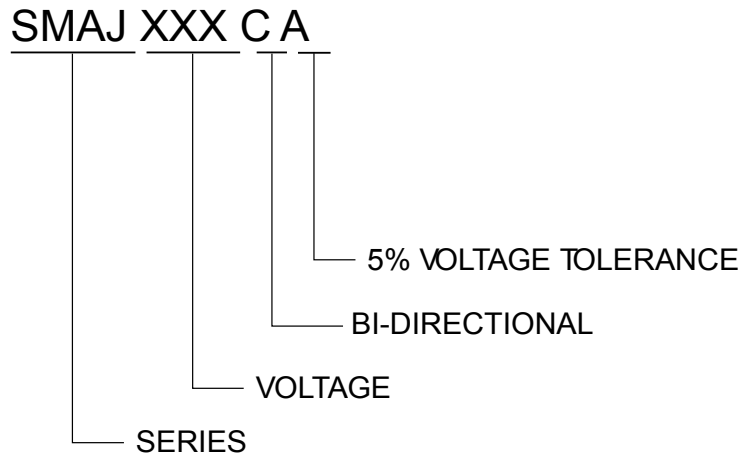 SMAJ XXX C A
5% VOLTAGE TOLERANCE
BI-DIRECTIONAL
VOLTAGE
SERIES